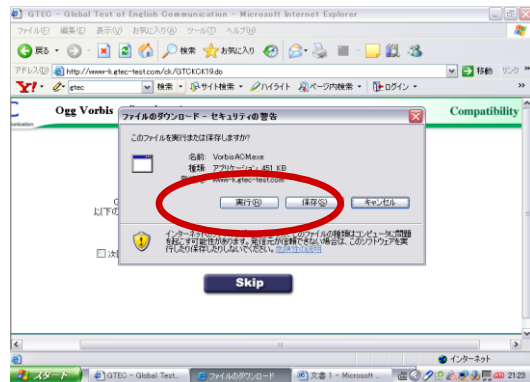 GTEC - Global Test of English Communication - Microsoft Internet Explorer
ファイル(F) 編集(E) 表示(V) お気に入り(A) ツール(T) ヘルプ(H)
戻る 検索 お気に入り
アドレス(D) http://www-k.gtec-test.com/ck/GTCKCK19.do 移動 リンク
Y! gtec 検索 サイト検索 ハイライト ページ内検索 ログイン
Ogg Vorbis Compatibility
ファイルのダウンロード - セキュリティの警告
このファイルを実行または保存しますか?
名前: VorbisACM.exe
種類: アプリケーション, 451 KB
www-k.gtec-test.com
実行(R) 保存(S) キャンセル
以下の
インターネットの このファイルの種類はコンピュータに問題
を起こす可能性があります。発信元が信頼できない場合は、このソフトウェアを実
行したり保存したりしないでください。危険性の説明
次
Skip
インターネット
スタート GTEC - Global Test... ファイルのダウンロード 文書 1 - Microsoft ... 21:23